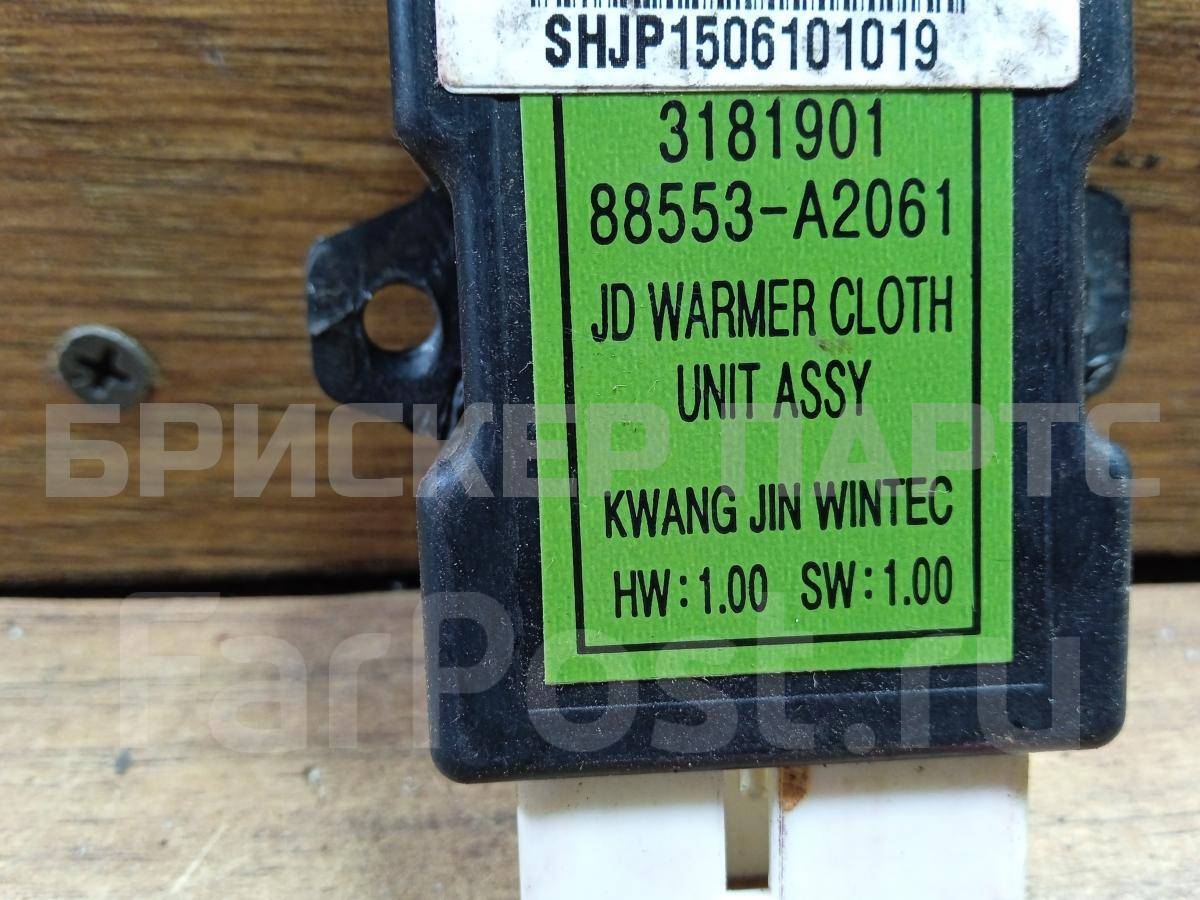 SHJP1506101019
3181901
88553-A2061
JD WARMER CLOTH
UNIT ASSY
БРИСКЕР ПАРТС
KWANG JIN WINTEC
HW:1.00 SW:1.00
FarPost.ru